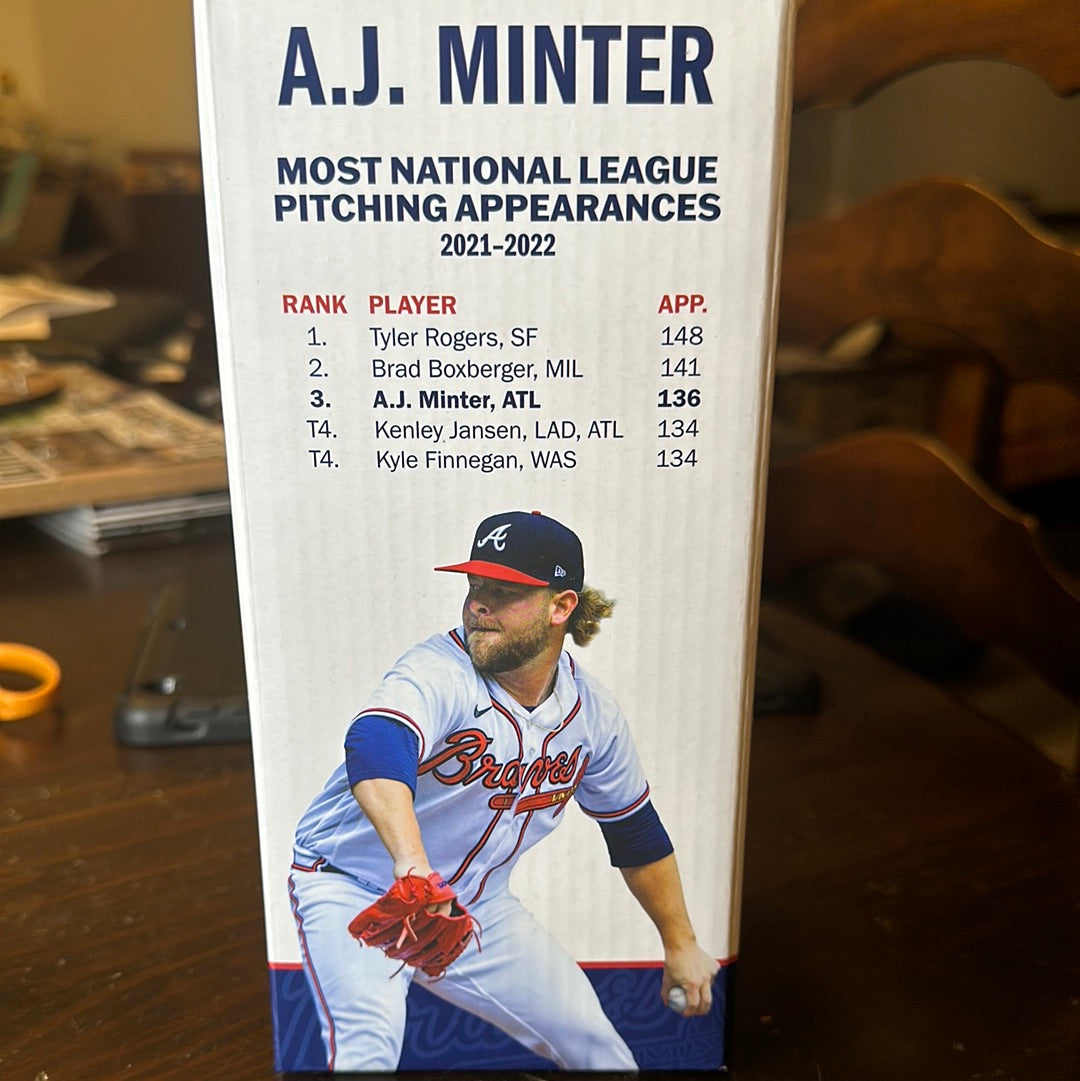 A.J. MINTER
MOST NATIONAL LEAGUE
PITCHING APPEARANCES
2021–2022
RANK PLAYER APP.
1. Tyler Rogers, SF 148
2. Brad Boxberger, MIL 141
3. A.J. Minter, ATL 136
T4. Kenley Jansen, LAD, ATL 134
T4. Kyle Finnegan, WAS 134
A
Braves